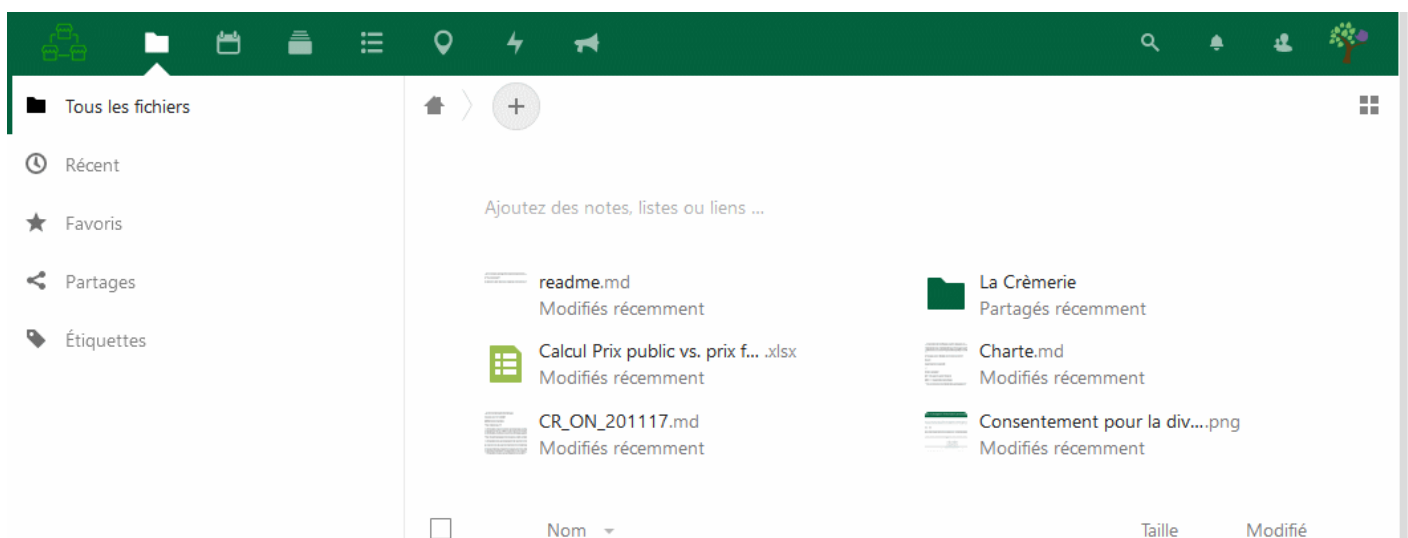 Tous les fichiers
Récent
Favoris
Partages
Étiquettes
Ajoutez des notes, listes ou liens ...
readme.md
Modifiés récemment
La Crèmerie
Partagés récemment
Calcul Prix public vs. prix f... .xlsx
Modifiés récemment
Charte.md
Modifiés récemment
CR_ON_201117.md
Modifiés récemment
Consentement pour la div....png
Modifiés récemment
Nom
Taille
Modifié